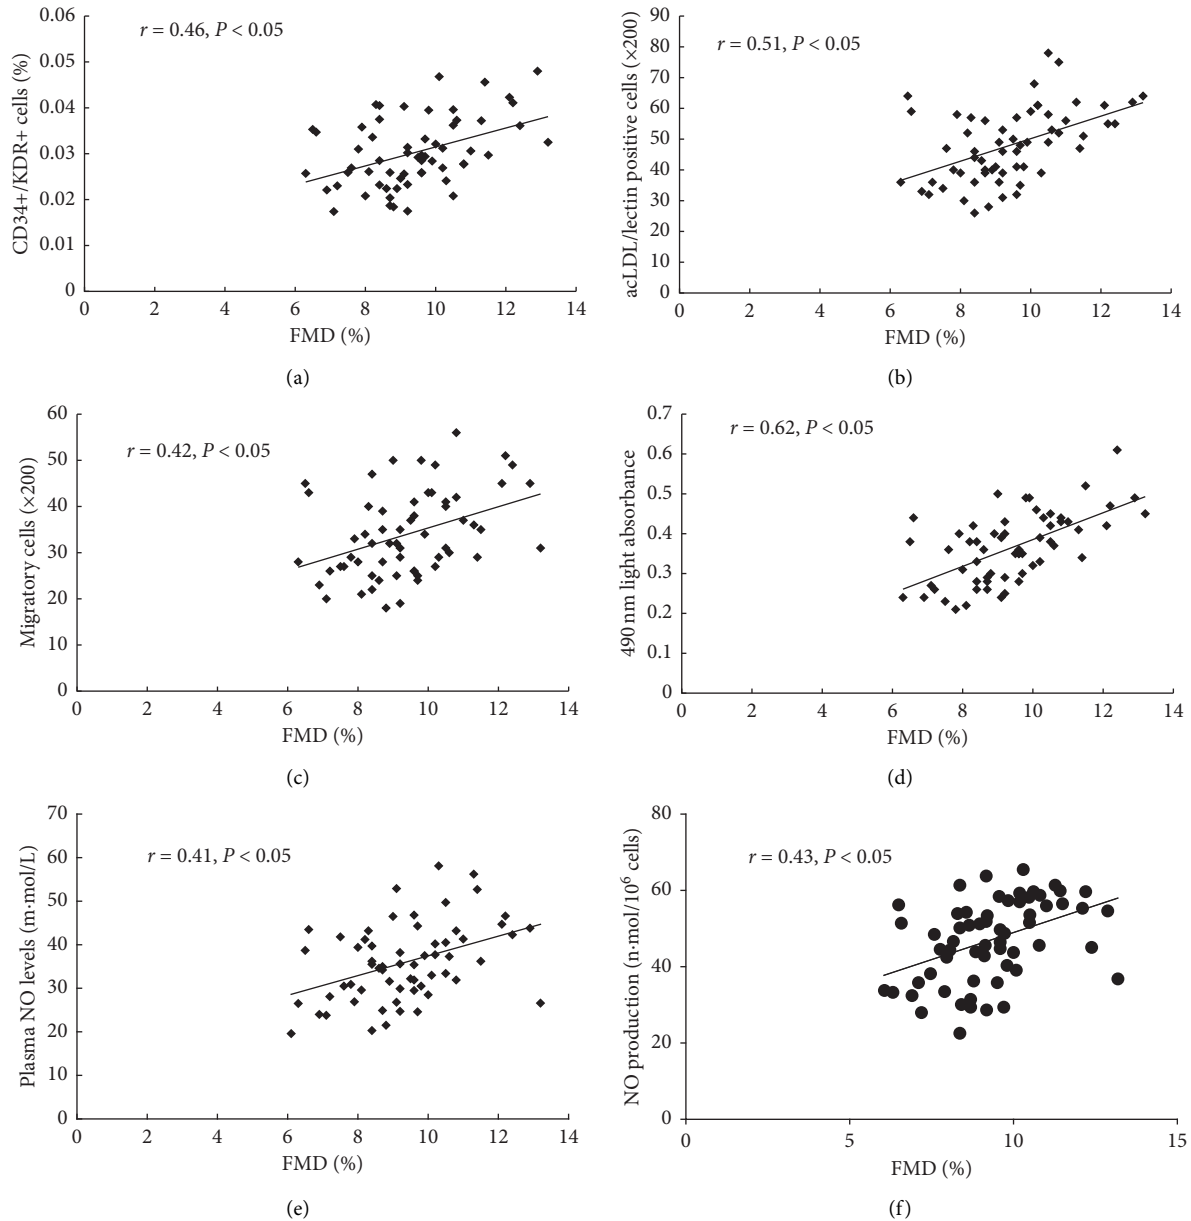 r = 0.46, P < 0.05
CD34+/KDR+ cells (%)
0.06
0.05
0.04
0.03
0.02
0.01
0
0 2 4 6 8 10 12 14
FMD (%)
(a)
r = 0.51, P < 0.05
acLDL/lectin positive cells (×200)
90
80
70
60
50
40
30
20
10
0
0 2 4 6 8 10 12 14
FMD (%)
(b)
r = 0.42, P < 0.05
Migratory cells (×200)
60
50
40
30
20
10
0
0 2 4 6 8 10 12 14
FMD (%)
(c)
r = 0.62, P < 0.05
490 nm light absorbance
0.7
0.6
0.5
0.4
0.3
0.2
0.1
0
0 2 4 6 8 10 12 14
FMD (%)
(d)
r = 0.41, P < 0.05
Plasma NO levels (m·mol/L)
70
60
50
40
30
20
10
0
0 2 4 6 8 10 12 14
FMD (%)
(e)
r = 0.43, P < 0.05
NO production (n·mol/10⁶ cells)
80
60
40
20
0
0 5 10 15
FMD (%)
(f)